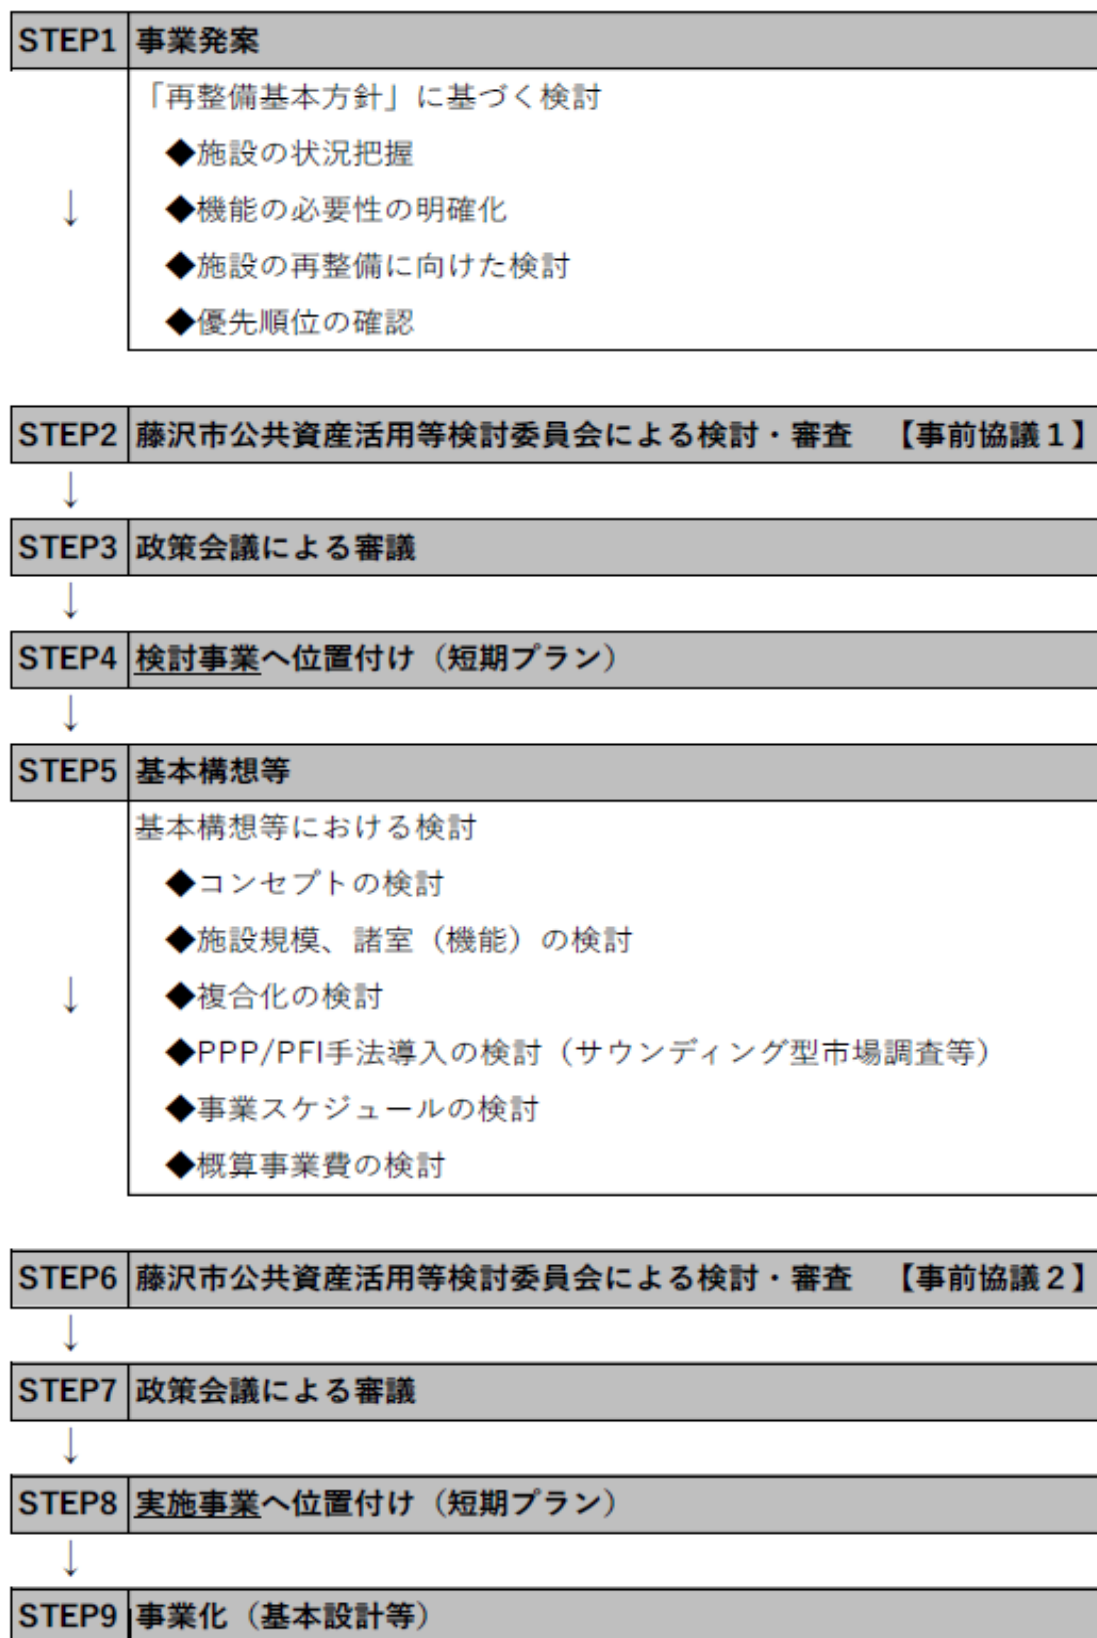 STEP1 事業発案
「再整備基本方針」に基づく検討
◆施設の状況把握
↓ ◆機能の必要性の明確化
◆施設の再整備に向けた検討
◆優先順位の確認
STEP2 藤沢市公共資産活用等検討委員会による検討・審査 【事前協議１】
↓
STEP3 政策会議による審議
↓
STEP4 検討事業へ位置付け（短期プラン）
↓
STEP5 基本構想等
基本構想等における検討
◆コンセプトの検討
◆施設規模、諸室（機能）の検討
↓ ◆複合化の検討
◆PPP/PFI手法導入の検討（サウンディング型市場調査等）
◆事業スケジュールの検討
◆概算事業費の検討
STEP6 藤沢市公共資産活用等検討委員会による検討・審査 【事前協議２】
↓
STEP7 政策会議による審議
↓
STEP8 実施事業へ位置付け（短期プラン）
↓
STEP9 事業化（基本設計等）